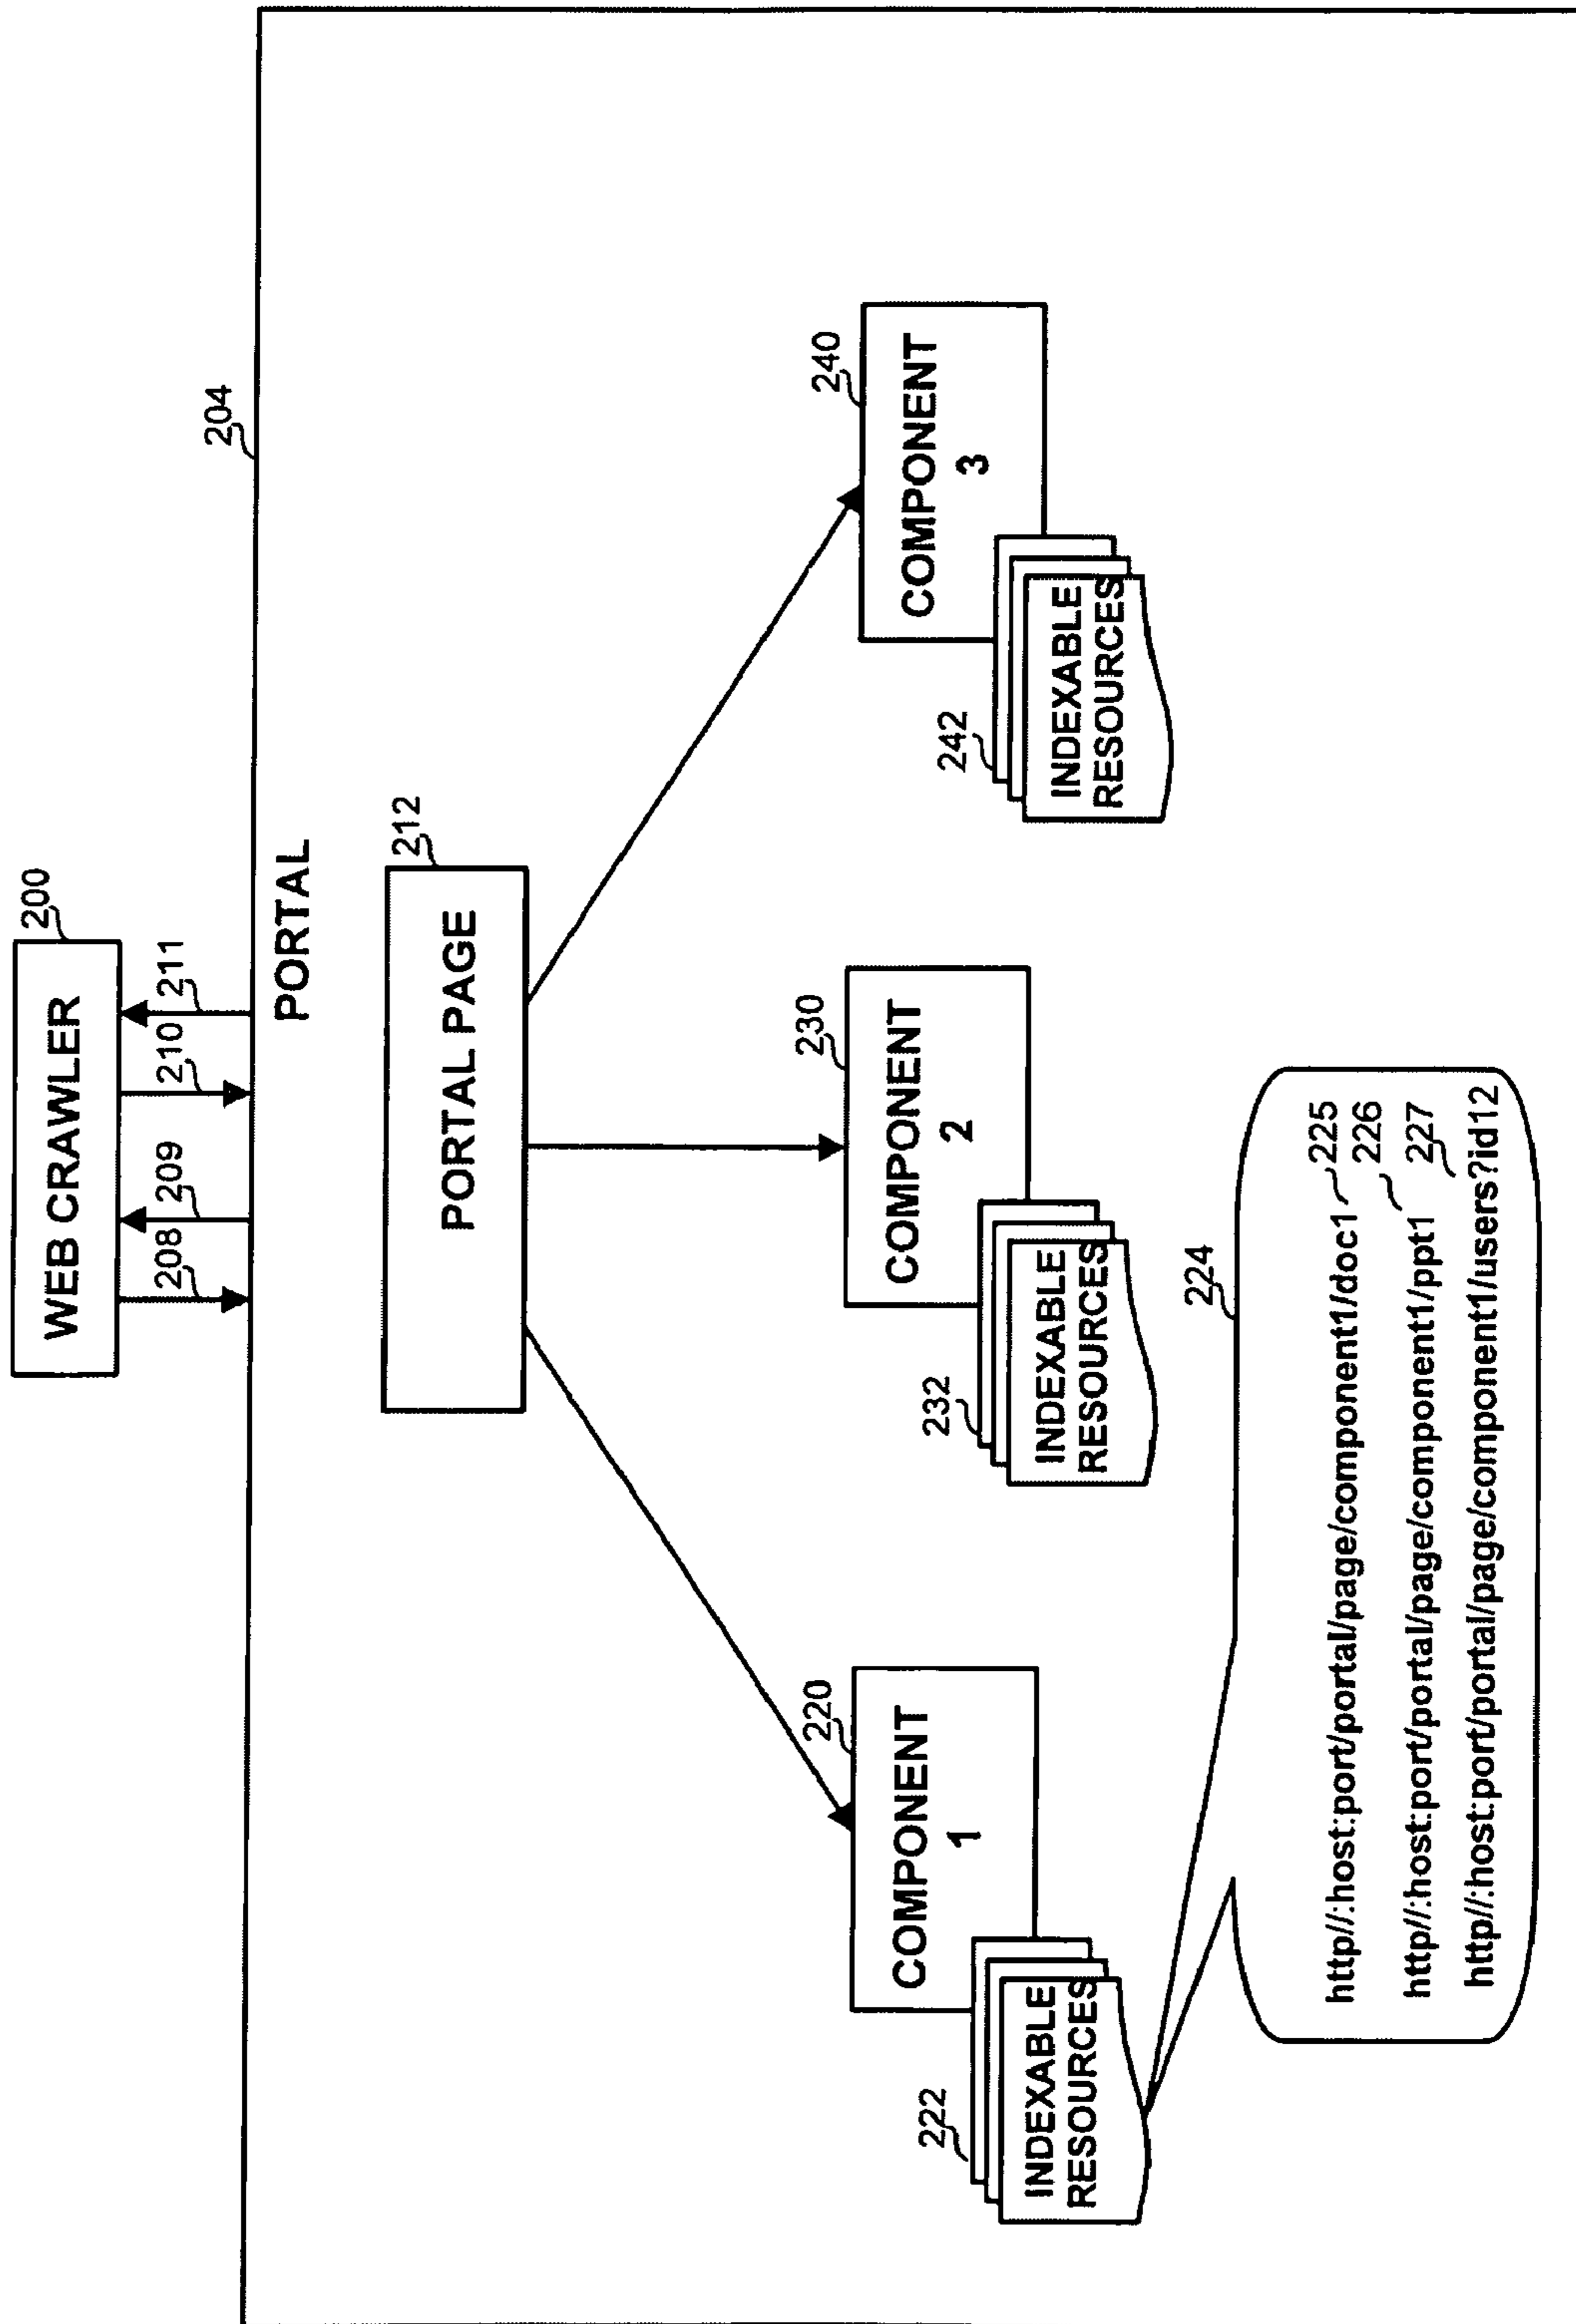 WEB CRAWLER
200
208
209
210
211
204
PORTAL
PORTAL PAGE
212
COMPONENT
1
220
222
INDEXABLE
RESOURCES
COMPONENT
2
230
232
INDEXABLE
RESOURCES
COMPONENT
3
240
242
INDEXABLE
RESOURCES
224
http//:host:port/portal/page/component1/doc1 225
http//:host:port/portal/page/component1/ppt1 226
http//:host:port/portal/page/component1/users?id12 227